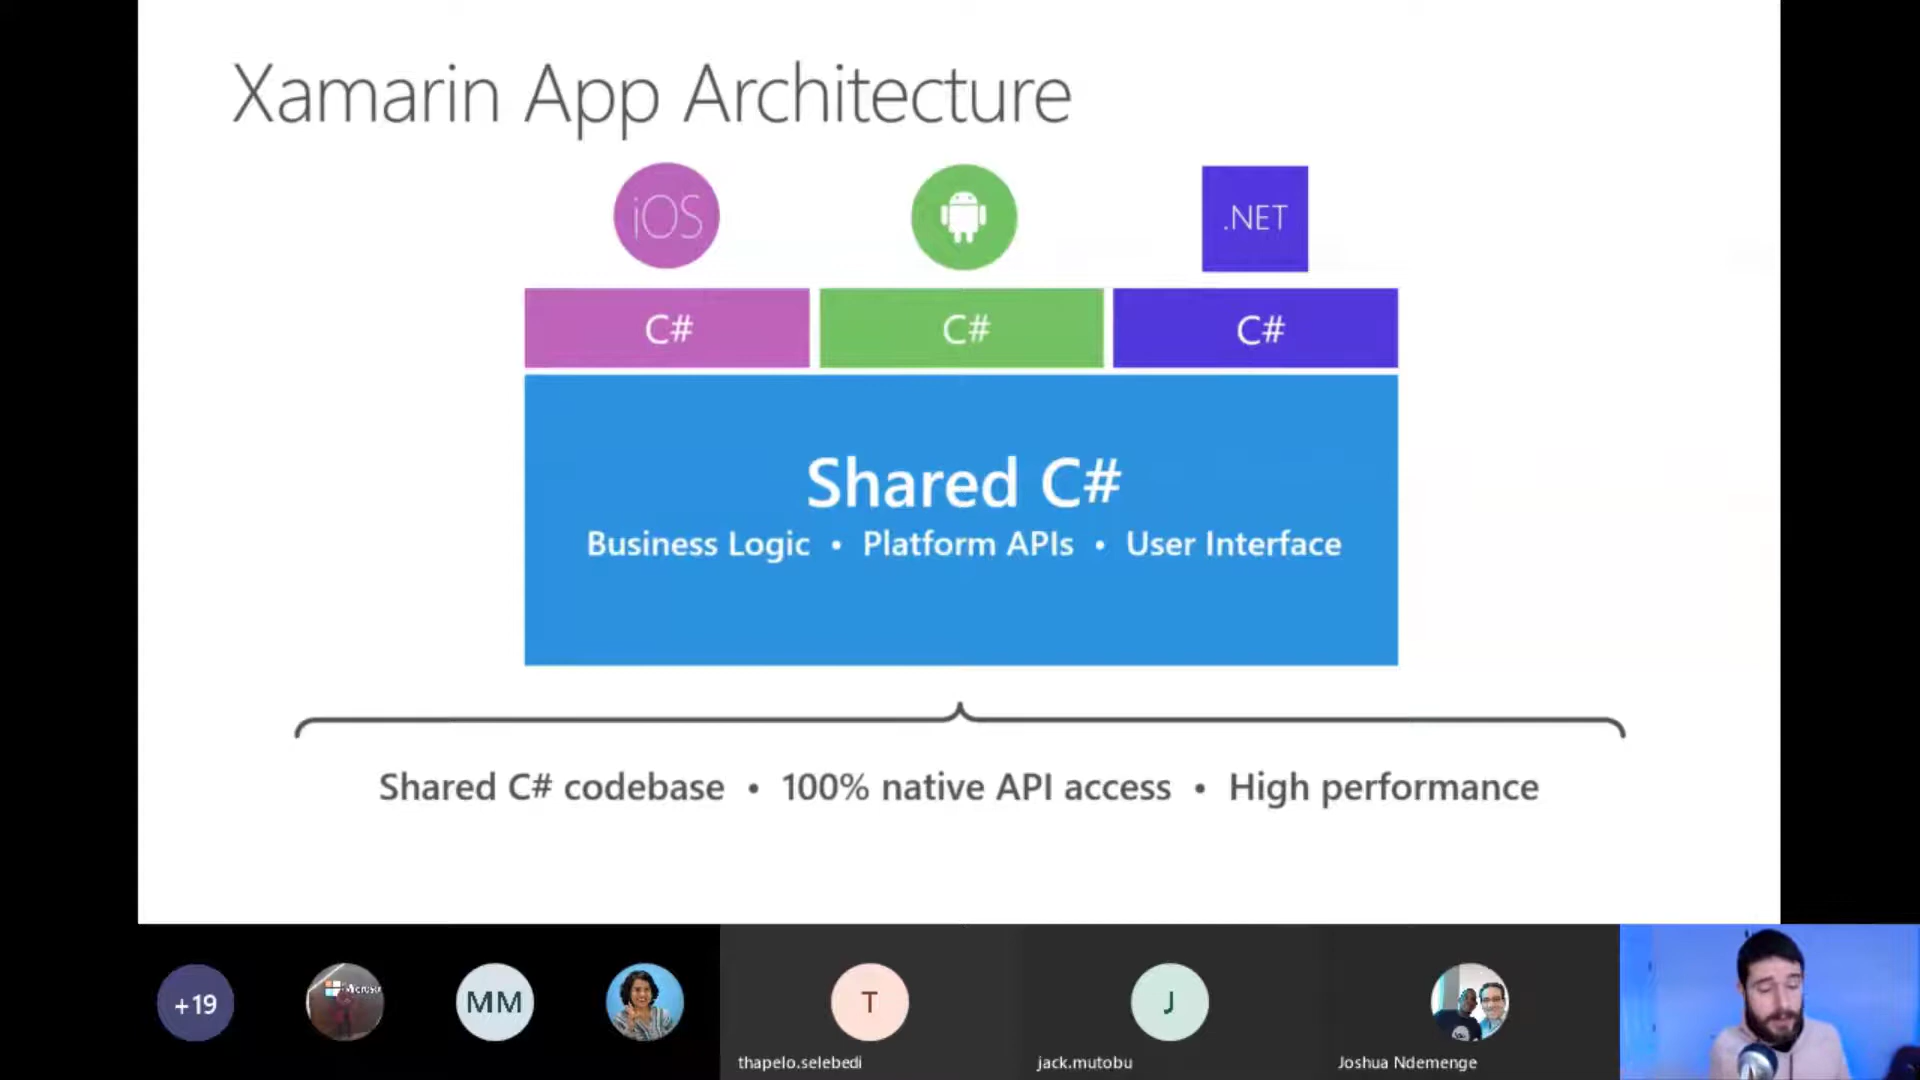 Xamarin App Architecture
iOS
.NET
C# C# C#
Shared C#
Business Logic • Platform APIs • User Interface
Shared C# codebase • 100% native API access • High performance
+19
MM
T
J
thapelo.selebedi
jack.mutobu
Joshua Ndemenge